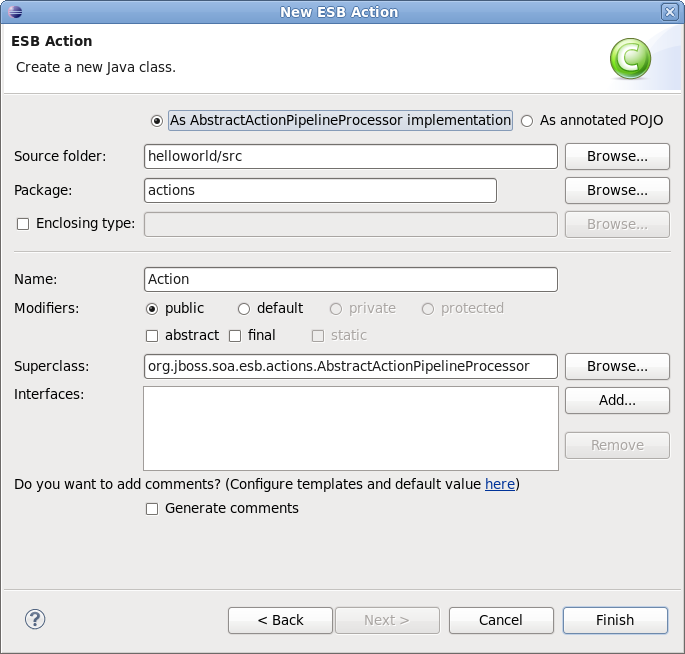 New ESB Action
ESB Action
Create a new Java class.
As AbstractActionPipelineProcessor implementation As annotated POJO
Source folder: helloworld/src Browse...
Package: actions Browse...
Enclosing type: Browse...
Name: Action
Modifiers: public default private protected
abstract final static
Superclass: org.jboss.soa.esb.actions.AbstractActionPipelineProcessor Browse...
Interfaces: Add...
Remove
Do you want to add comments? (Configure templates and default value here)
Generate comments
? < Back Next > Cancel Finish